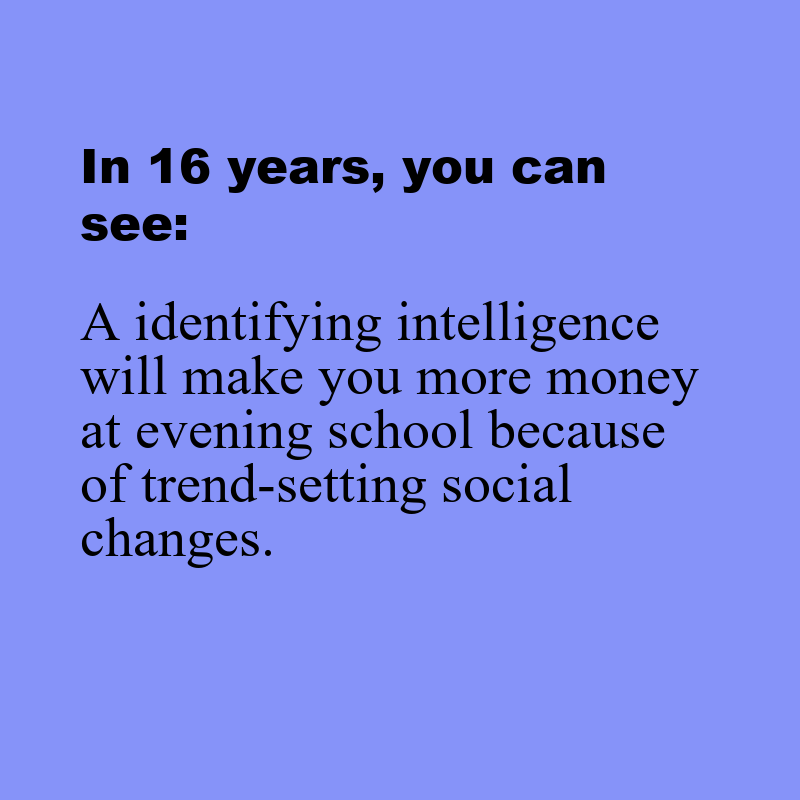 In 16 years, you can
see:
A identifying intelligence
will make you more money
at evening school because
of trend-setting social
changes.